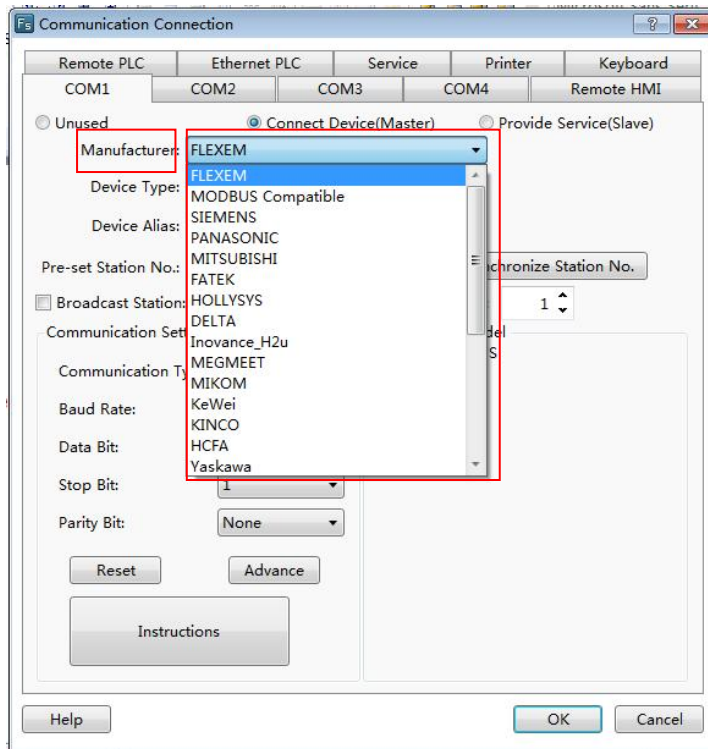 Communication Connection
Remote PLC Ethernet PLC Service Printer Keyboard
COM1 COM2 COM3 COM4 Remote HMI
Unused Connect Device(Master) Provide Service(Slave)
Manufacturer: FLEXEM
FLEXEM
Device Type:
MODBUS Compatible
SIEMENS
Device Alias:
PANASONIC
MITSUBISHI
Pre-set Station No.:
chronize Station No.
FATEK
Broadcast Station:
HOLLYSYS
1
DELTA
Communication Set
del
Inovance_H2u
S
MEGMEET
Communication Ty
MIKOM
KeWei
Baud Rate:
KINCO
HCFA
Data Bit:
Yaskawa
Stop Bit: 1
Parity Bit: None
Reset Advance
Instructions
Help OK Cancel